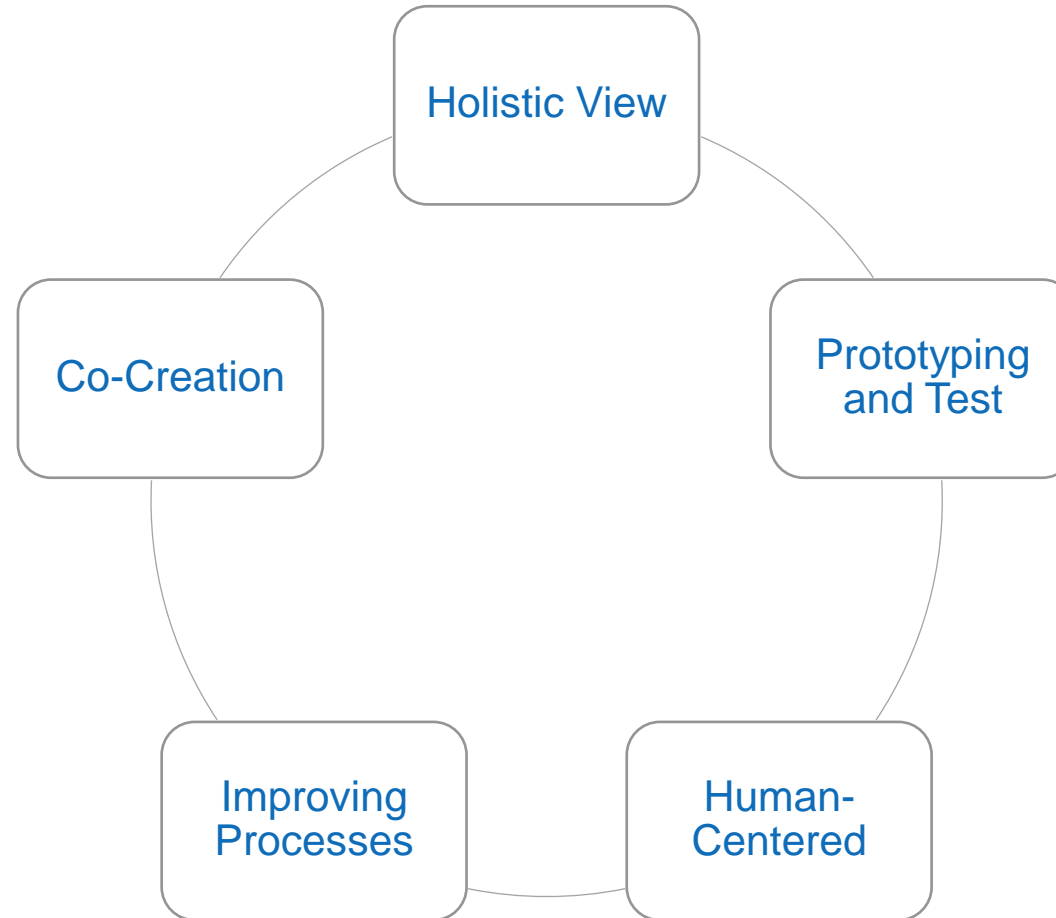 Holistic View
Co-Creation
Prototyping
and Test
Improving
Processes
Human-
Centered